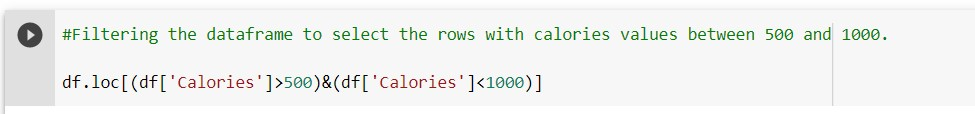 #Filtering the dataframe to select the rows with calories values between 500 and 1000.
df.loc[(df['Calories']>500)&(df['Calories']<1000)]